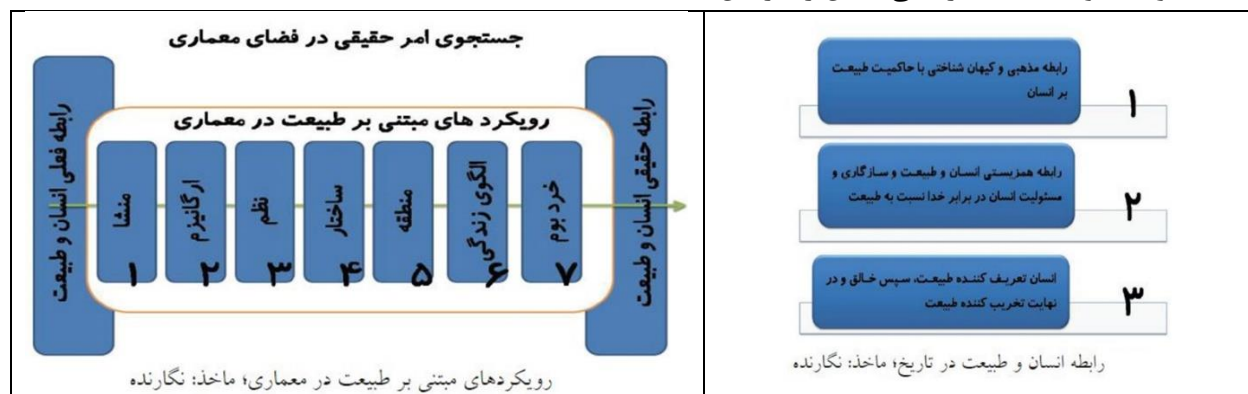 رابطه مذهبی و کیهان شناختی با حاکمیت طبیعت
بر انسان
۱
رابطه همزیستی انسان و طبیعت و سازگاری و
مسئولیت انسان در برابر خدا نسبت به طبیعت
۲
انسان تعریف کننده طبیعت، سپس خالق و در
نهایت تخریب کننده طبیعت
۳
رابطه انسان و طبیعت در تاریخ؛ ماخذ: نگارنده
جستجوی امر حقیقی در فضای معماری
رابطه حقیقی انسان و طبیعت
رویکرد های مبتنی بر طبیعت در معماری
منشا
۱
ارگانیزم
۲
نظم
۳
ساختار
۴
منطقه
۵
الگوی زندگی
۶
خرد بوم
۷
رابطه فعلی انسان و طبیعت
رویکردهای مبتنی بر طبیعت در معماری؛ ماخذ: نگارنده